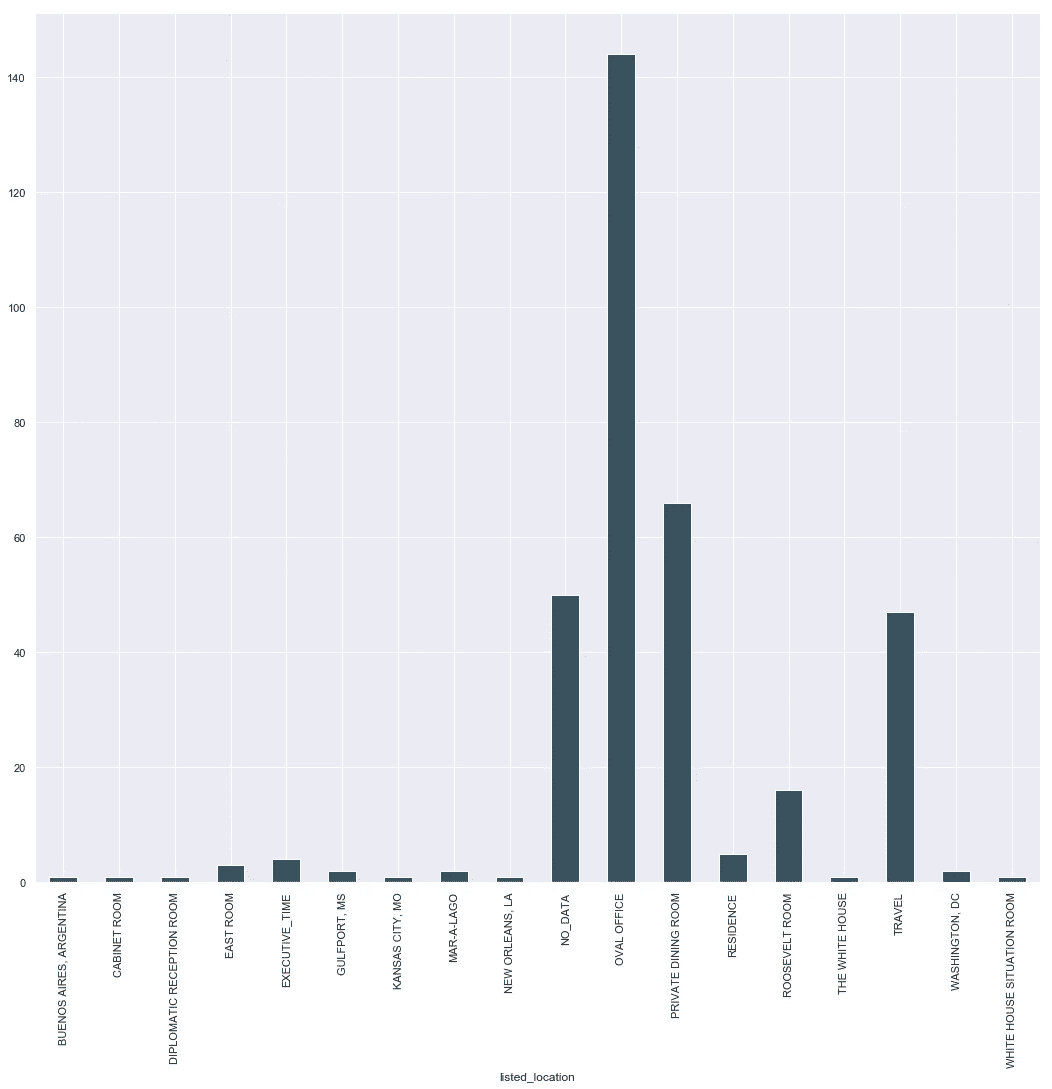 140
120
100
80
60
40
20
0
BUENOS AIRES, ARGENTINA
CABINET ROOM
DIPLOMATIC RECEPTION ROOM
EAST ROOM
EXECUTIVE_TIME
GULFPORT, MS
KANSAS CITY, MO
MAR-A-LAGO
NEW ORLEANS, LA
NO_DATA
OVAL OFFICE
PRIVATE DINING ROOM
RESIDENCE
ROOSEVELT ROOM
THE WHITE HOUSE
TRAVEL
WASHINGTON, DC
WHITE HOUSE SITUATION ROOM
listed_location